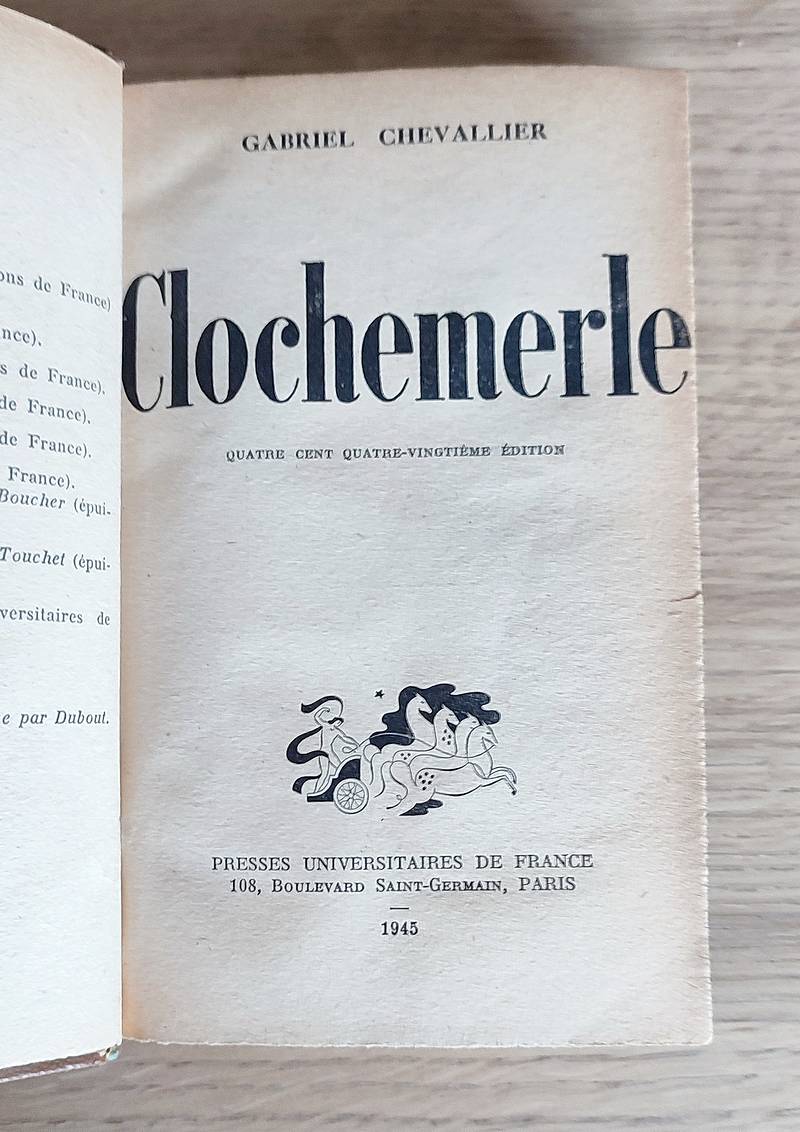 ons de France)
nce).
s de France).
de France).
de France).
France).
Boucher (épui-
Touchet (épui-
versitaires de
e par Dubout.
GABRIEL CHEVALLIER
Clochemerle
QUATRE CENT QUATRE-VINGTIÈME ÉDITION
PRESSES UNIVERSITAIRES DE FRANCE
108, BOULEVARD SAINT-GERMAIN, PARIS
1945